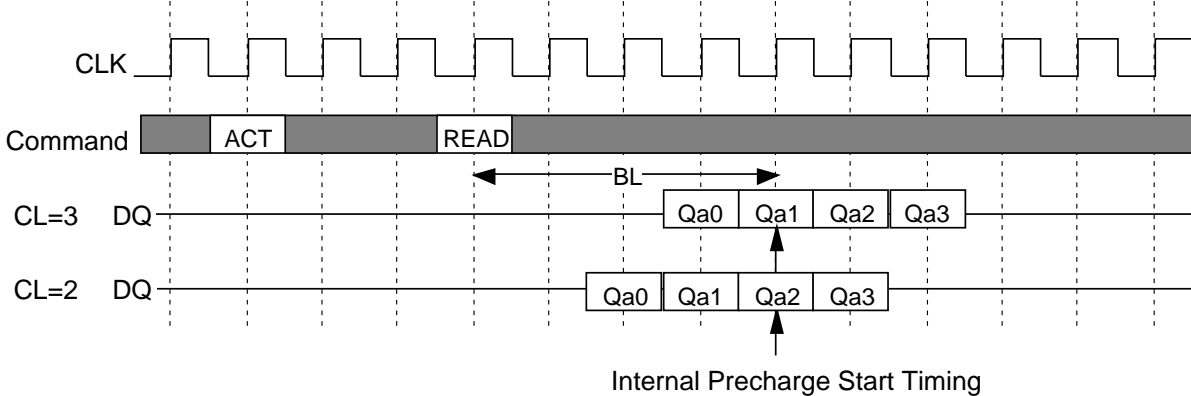 CLK
Command ACT READ
BL
CL=3 DQ Qa0 Qa1 Qa2 Qa3
CL=2 DQ Qa0 Qa1 Qa2 Qa3
Internal Precharge Start Timing